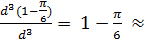 d³(1-π/6)/d³ = 1 - π/6 ≈